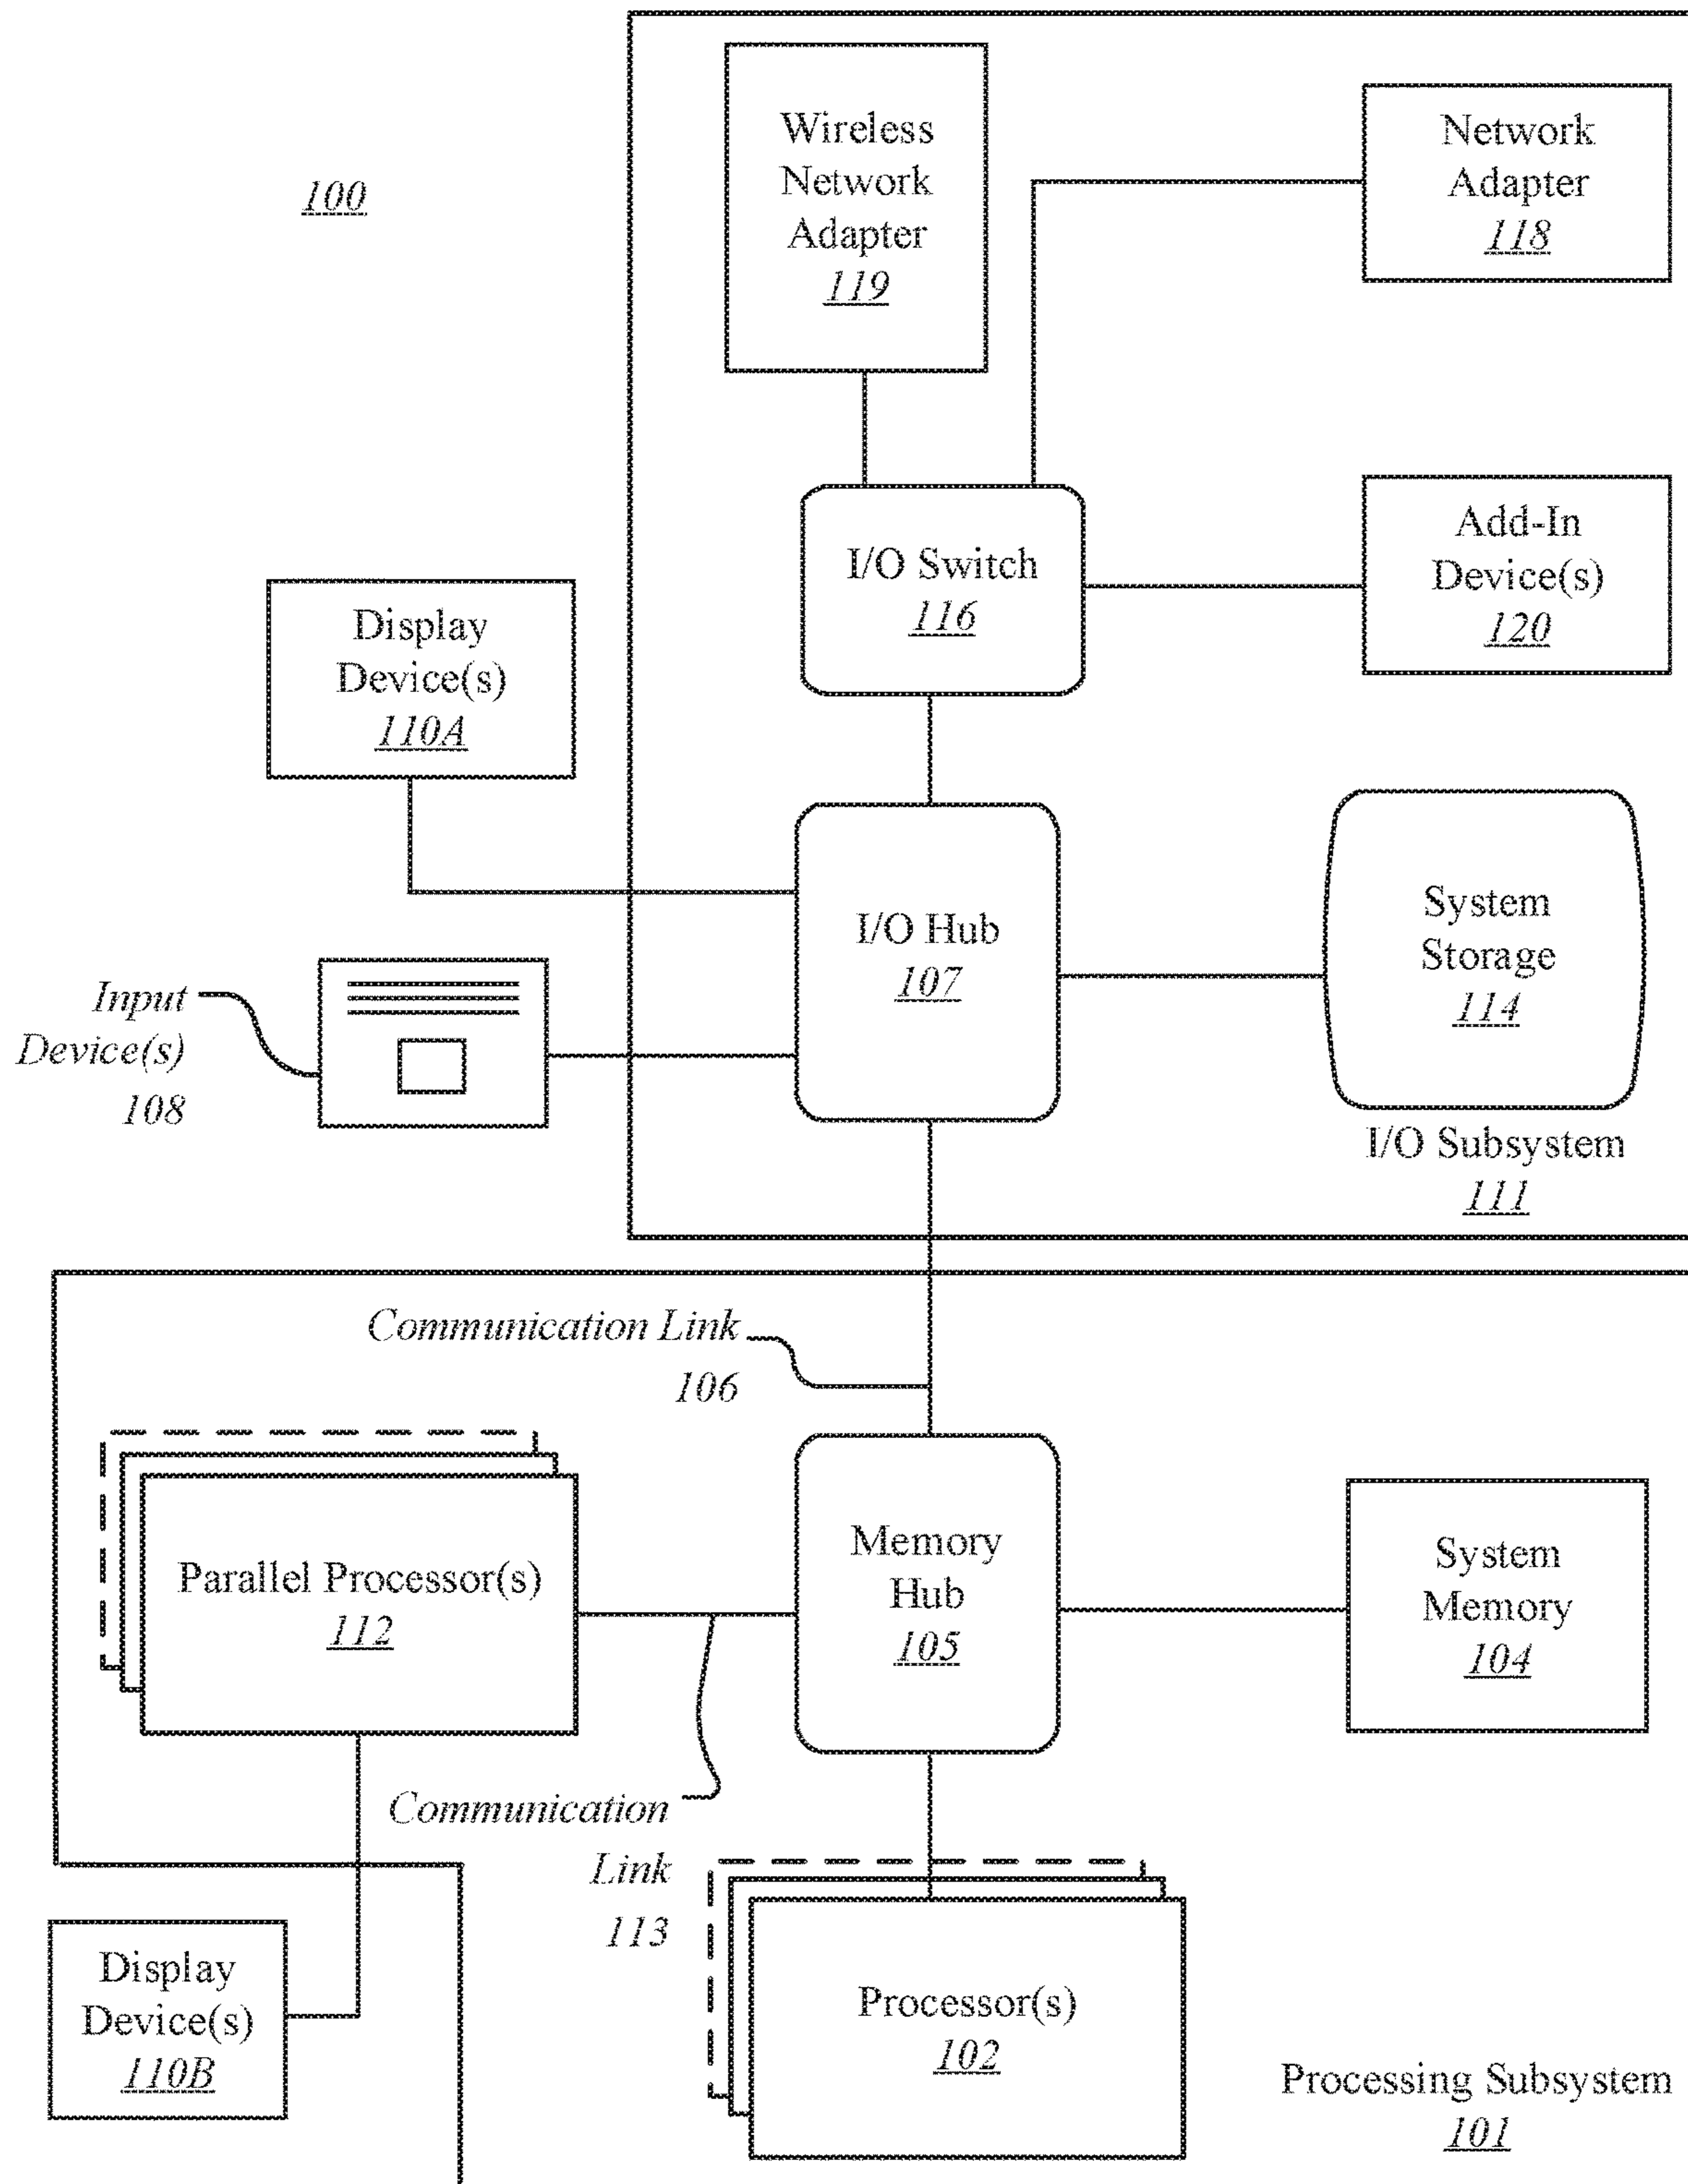 100
Wireless
Network
Adapter
119
Network
Adapter
118
I/O Switch
116
Add-In
Device(s)
120
Display
Device(s)
110A
I/O Hub
107
System
Storage
114
Input
Device(s)
108
I/O Subsystem
111
Communication Link
106
Parallel Processor(s)
112
Memory
Hub
105
System
Memory
104
Communication
Link
113
Display
Device(s)
110B
Processor(s)
102
Processing Subsystem
101